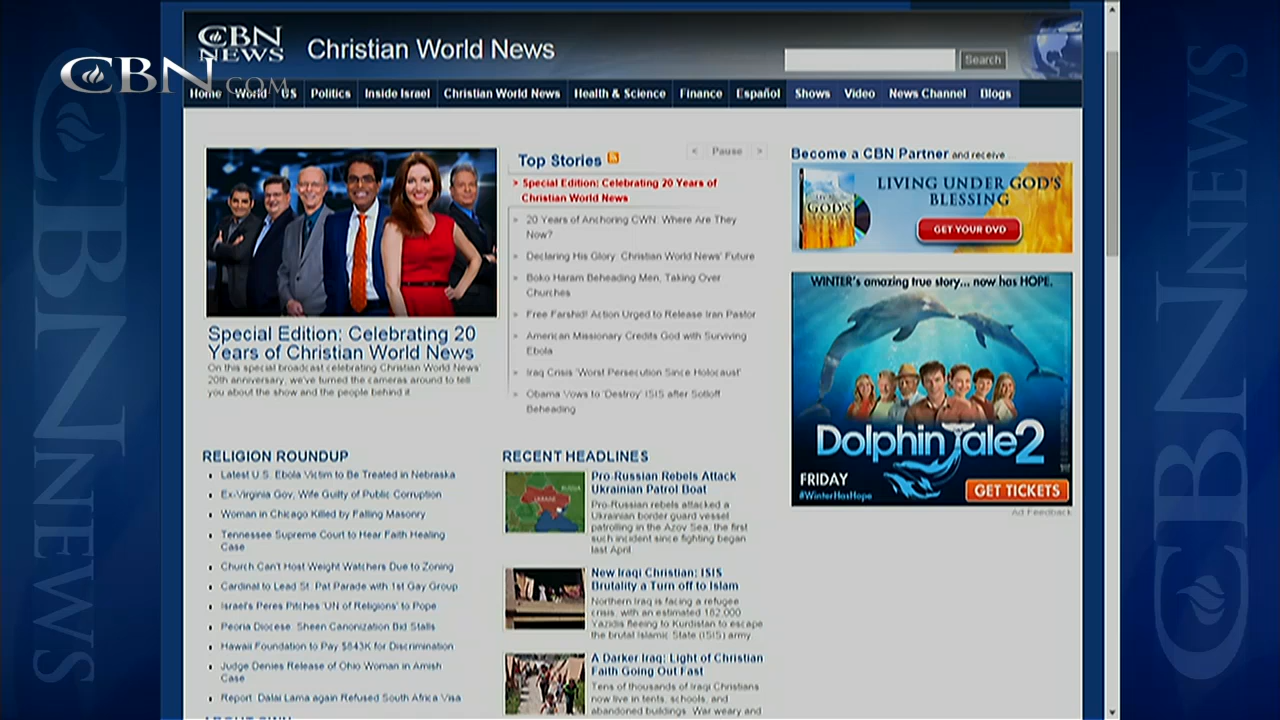 CBN
NEWS
Christian World News
Search
CBN.COM
Home World US Politics Inside Israel Christian World News Health & Science Finance Español Shows Video News Channel Blogs
Top Stories
< Pause >
> Special Edition: Celebrating 20 Years of
Christian World News
» 20 Years of Anchoring CWN: Where Are They
Now?
» Declaring His Glory: Christian World News' Future
» Boko Haram Beheading Men, Taking Over
Churches
» Free Farshid! Action Urged to Release Iran Pastor
» American Missionary Credits God with Surviving
Ebola
» Iraq Crisis 'Worst Persecution Since Holocaust'
» Obama Vows to 'Destroy' ISIS after Sotloff
Beheading
Special Edition: Celebrating 20
Years of Christian World News
On this special broadcast celebrating Christian World News'
20th anniversary, we've turned the cameras around to tell
you about the show and the people behind it.
Become a CBN Partner and receive...
LIVING UNDER GOD'S
BLESSING
GOD'S
GET YOUR DVD
WINTER's amazing true story... now has HOPE.
Dolphin Tale 2
FRIDAY
#WinterHasHope
GET TICKETS
Ad Feedback
RELIGION ROUNDUP
Latest U.S. Ebola Victim to Be Treated in Nebraska
Ex-Virginia Gov, Wife Guilty of Public Corruption
Woman in Chicago Killed by Falling Masonry
Tennessee Supreme Court to Hear Faith Healing
Case
Church Can't Host Weight Watchers Due to Zoning
Cardinal to Lead St. Pat Parade with 1st Gay Group
Israel's Peres Pitches 'UN of Religions' to Pope
Peoria Diocese: Sheen Canonization Bid Stalls
Hawaii Foundation to Pay $843K for Discrimination
Judge Denies Release of Ohio Woman in Amish
Case
Report: Dalai Lama again Refused South Africa Visa
RECENT HEADLINES
Pro-Russian Rebels Attack
Ukrainian Patrol Boat
Pro-Russian rebels attacked a
Ukrainian border guard vessel
patrolling in the Azov Sea, the first
such incident since fighting began
last April.
New Iraqi Christian: ISIS
Brutality a Turn off to Islam
Northern Iraq is facing a refugee
crisis, with an estimated 182,000
Yazidis fleeing to Kurdistan to escape
the brutal Islamic State (ISIS) army.
A Darker Iraq: Light of Christian
Faith Going Out Fast
Tens of thousands of Iraqi Christians
now live in tents, schools, and
abandoned buildings. War weary and
CBN NEWS
CBN NEWS